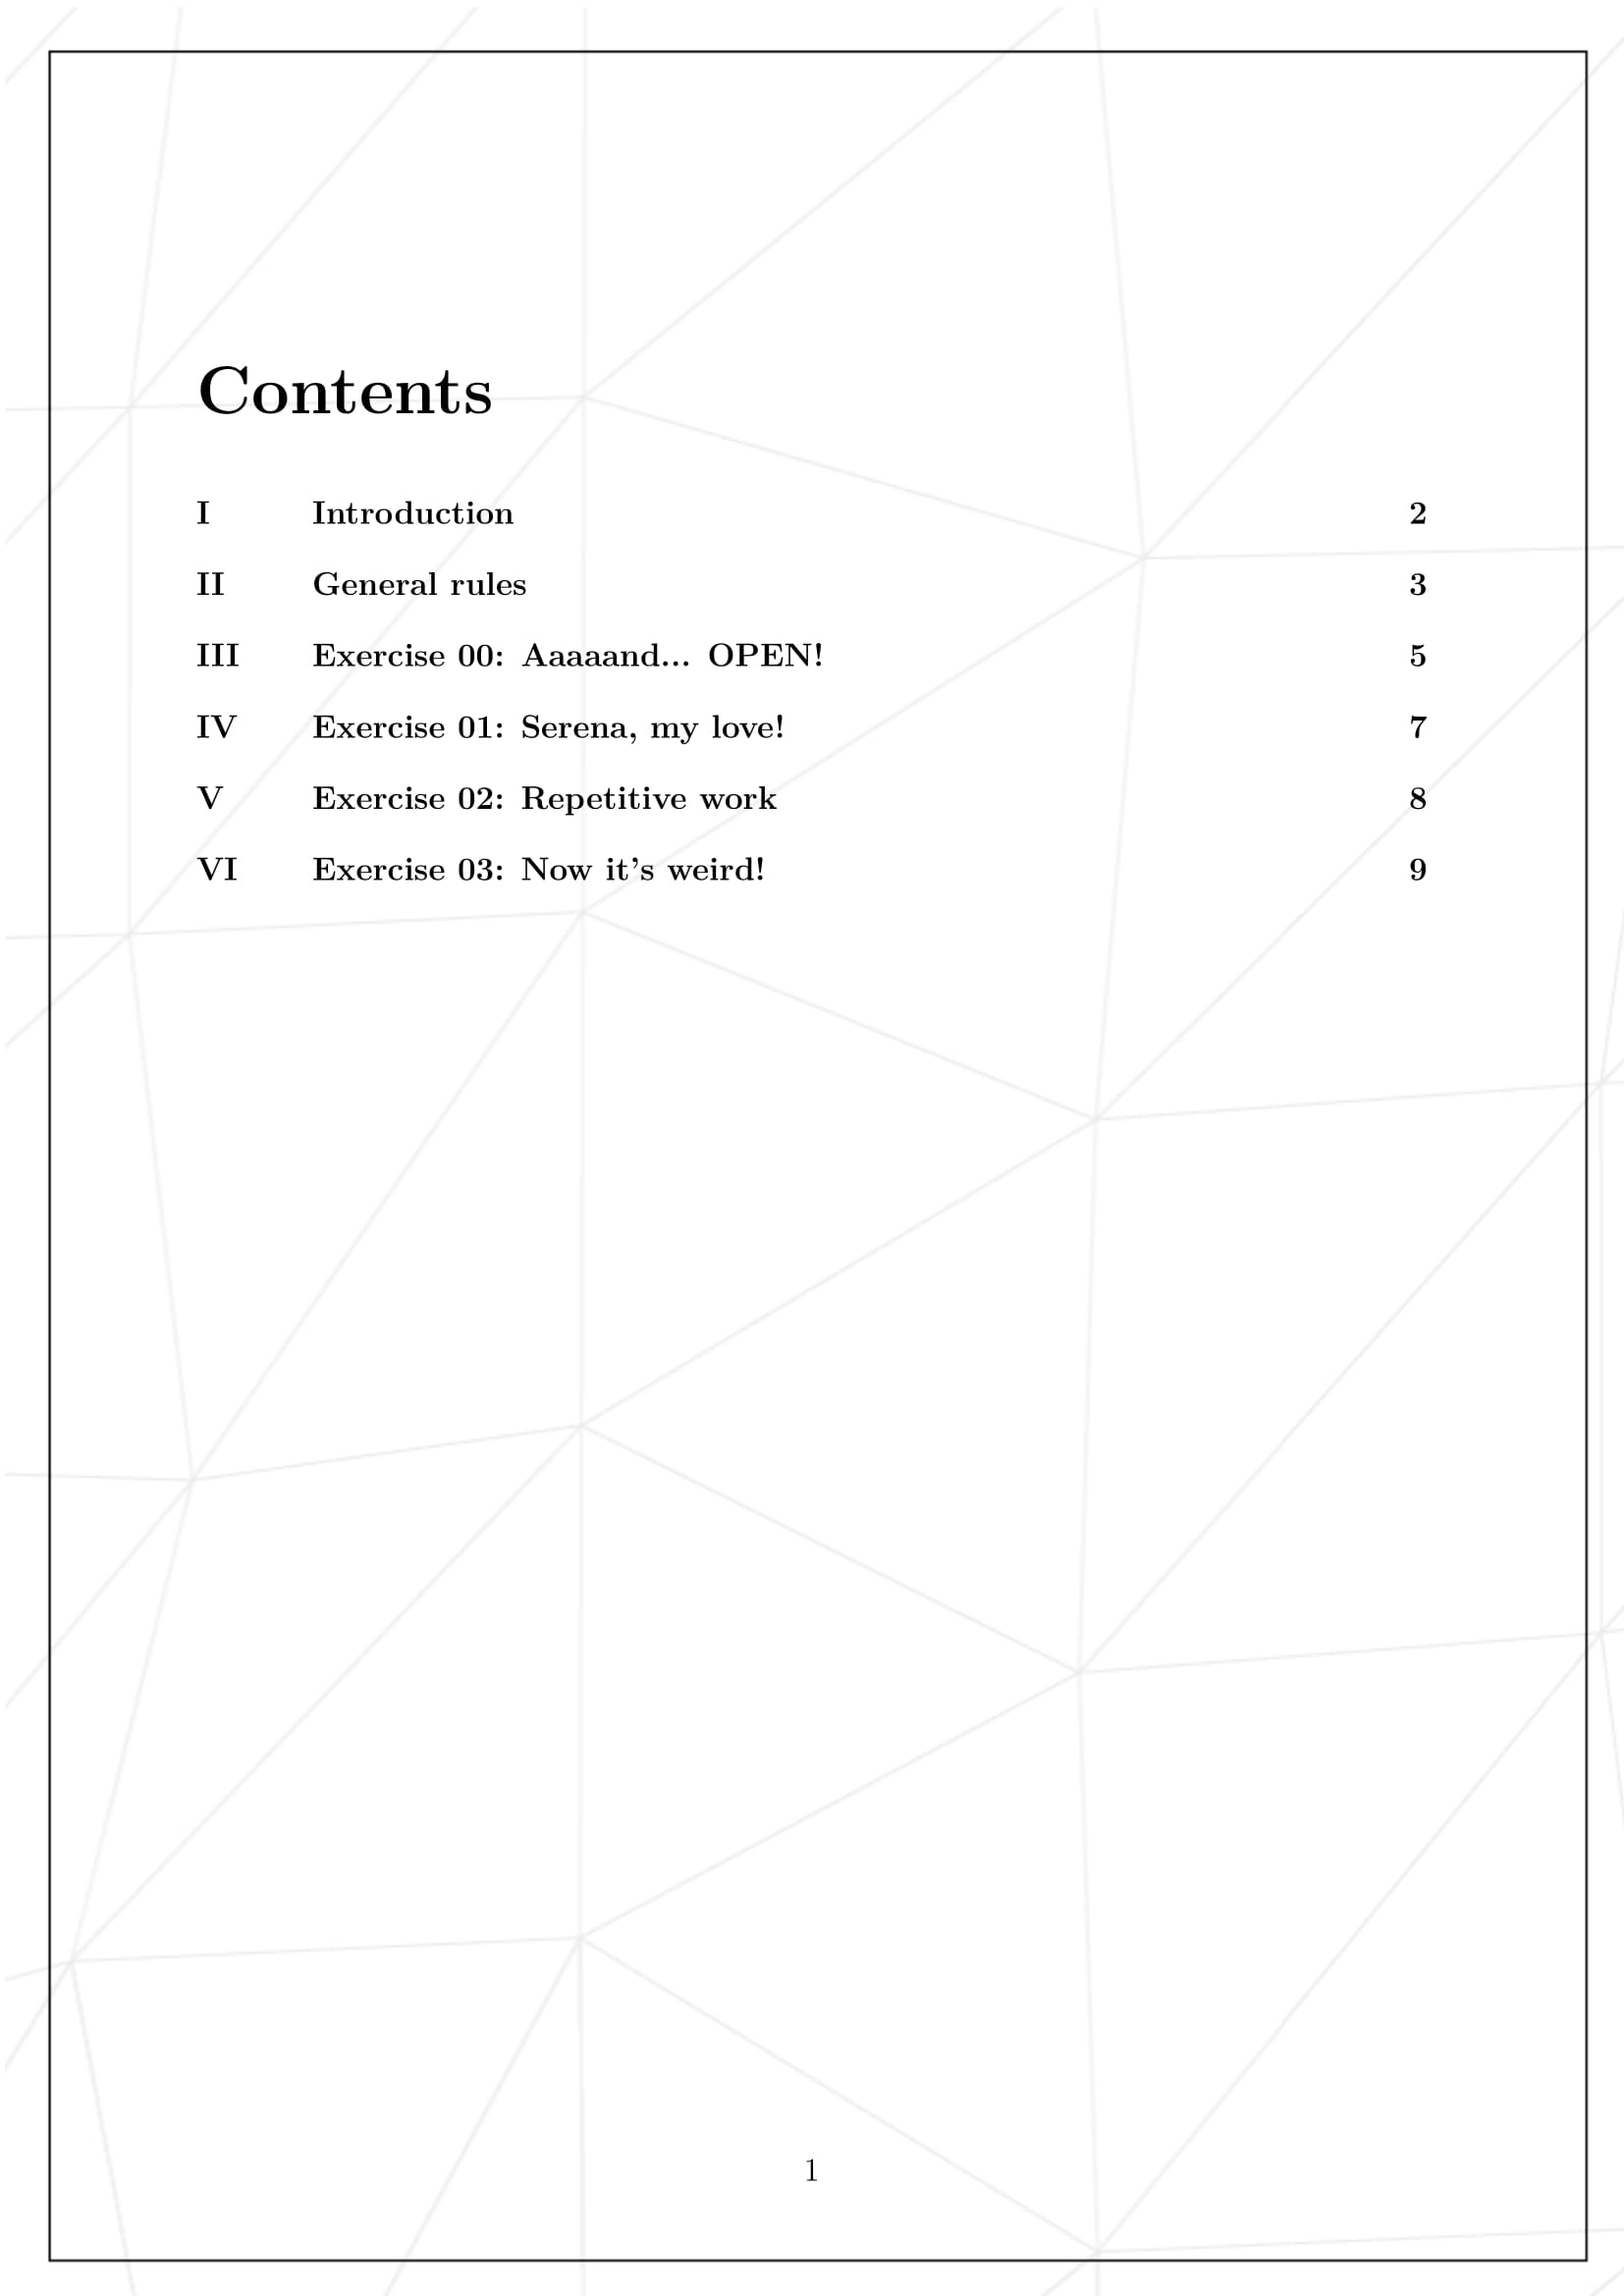 Contents
I Introduction 2
II General rules 3
III Exercise 00: Aaaaand... OPEN! 5
IV Exercise 01: Serena, my love! 7
V Exercise 02: Repetitive work 8
VI Exercise 03: Now it's weird! 9
1